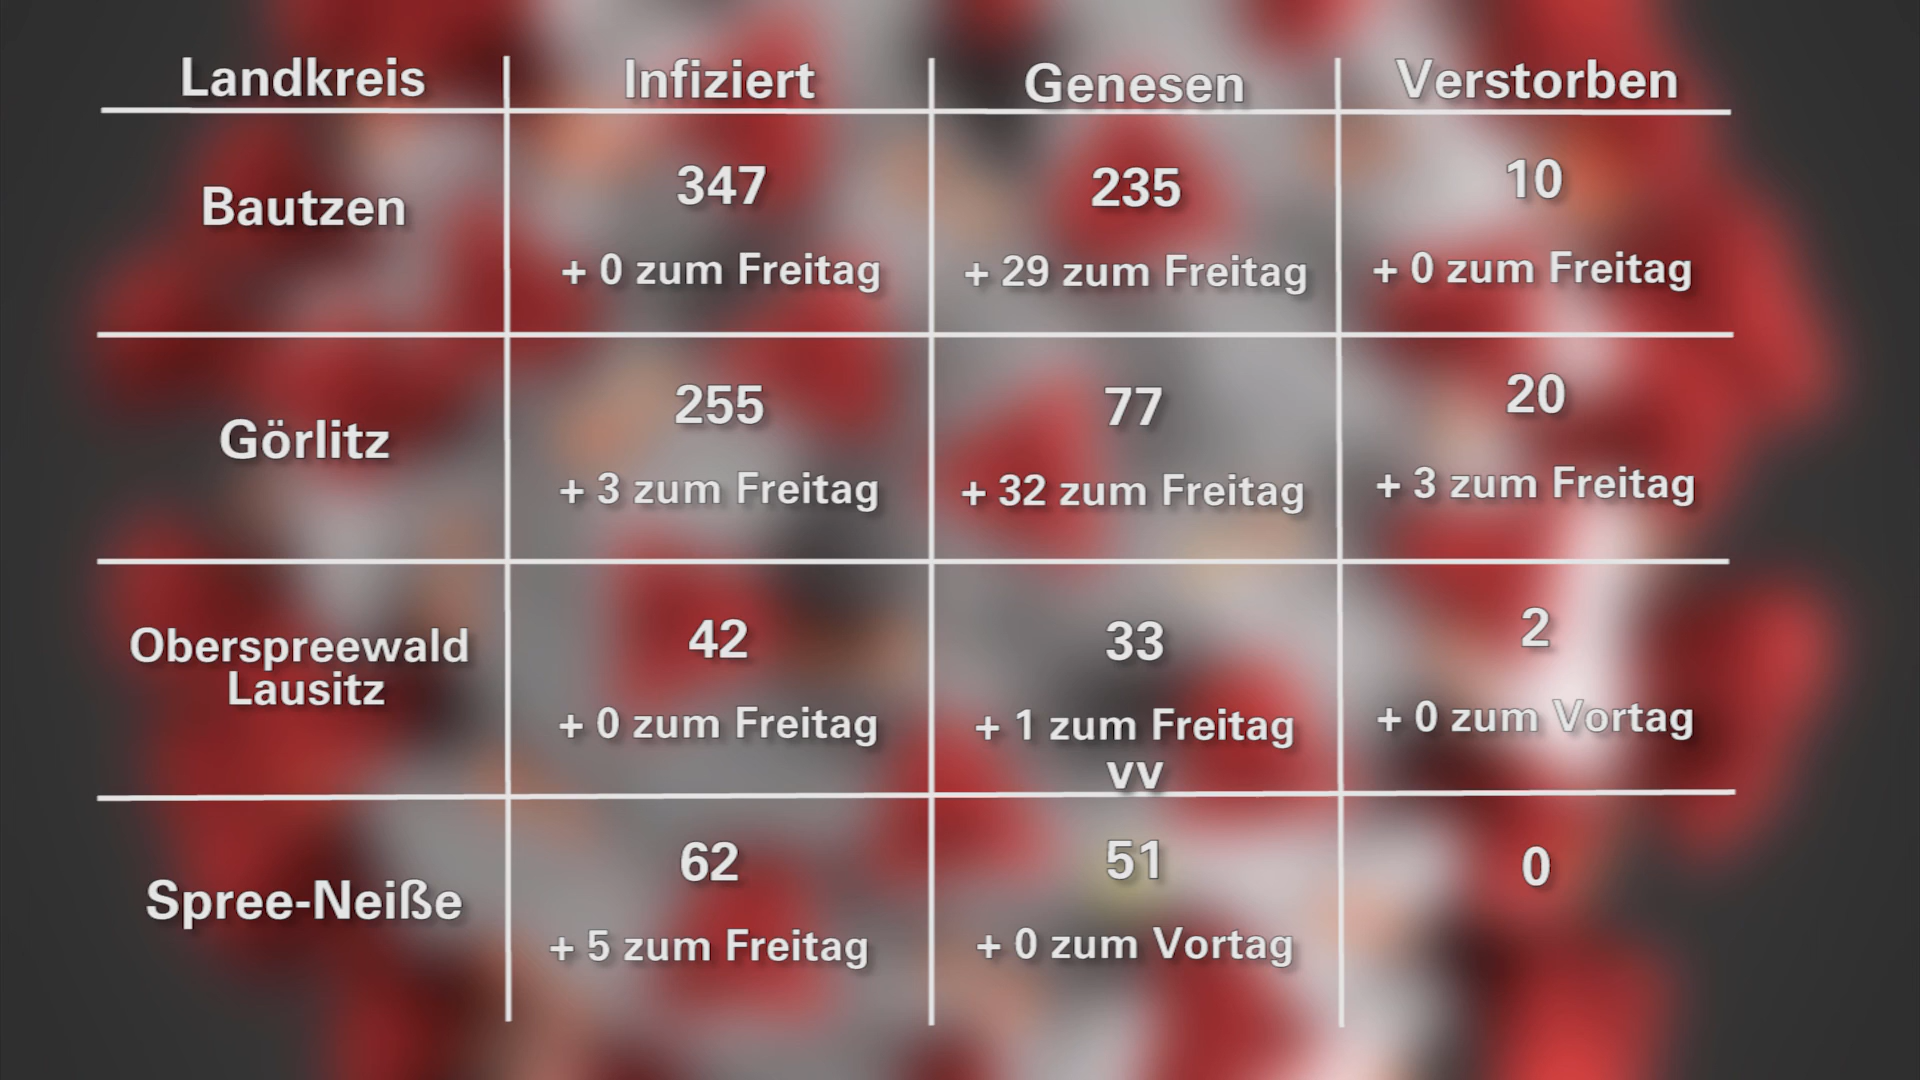 Landkreis Infiziert Genesen Verstorben
Bautzen 347 235 10
+ 0 zum Freitag + 29 zum Freitag + 0 zum Freitag
Görlitz 255 77 20
+ 3 zum Freitag + 32 zum Freitag + 3 zum Freitag
Oberspreewald
Lausitz
42 33 2
+ 0 zum Freitag + 1 zum Freitag + 0 zum Vortag
vv
Spree-Neiße 62 51 0
+ 5 zum Freitag + 0 zum Vortag